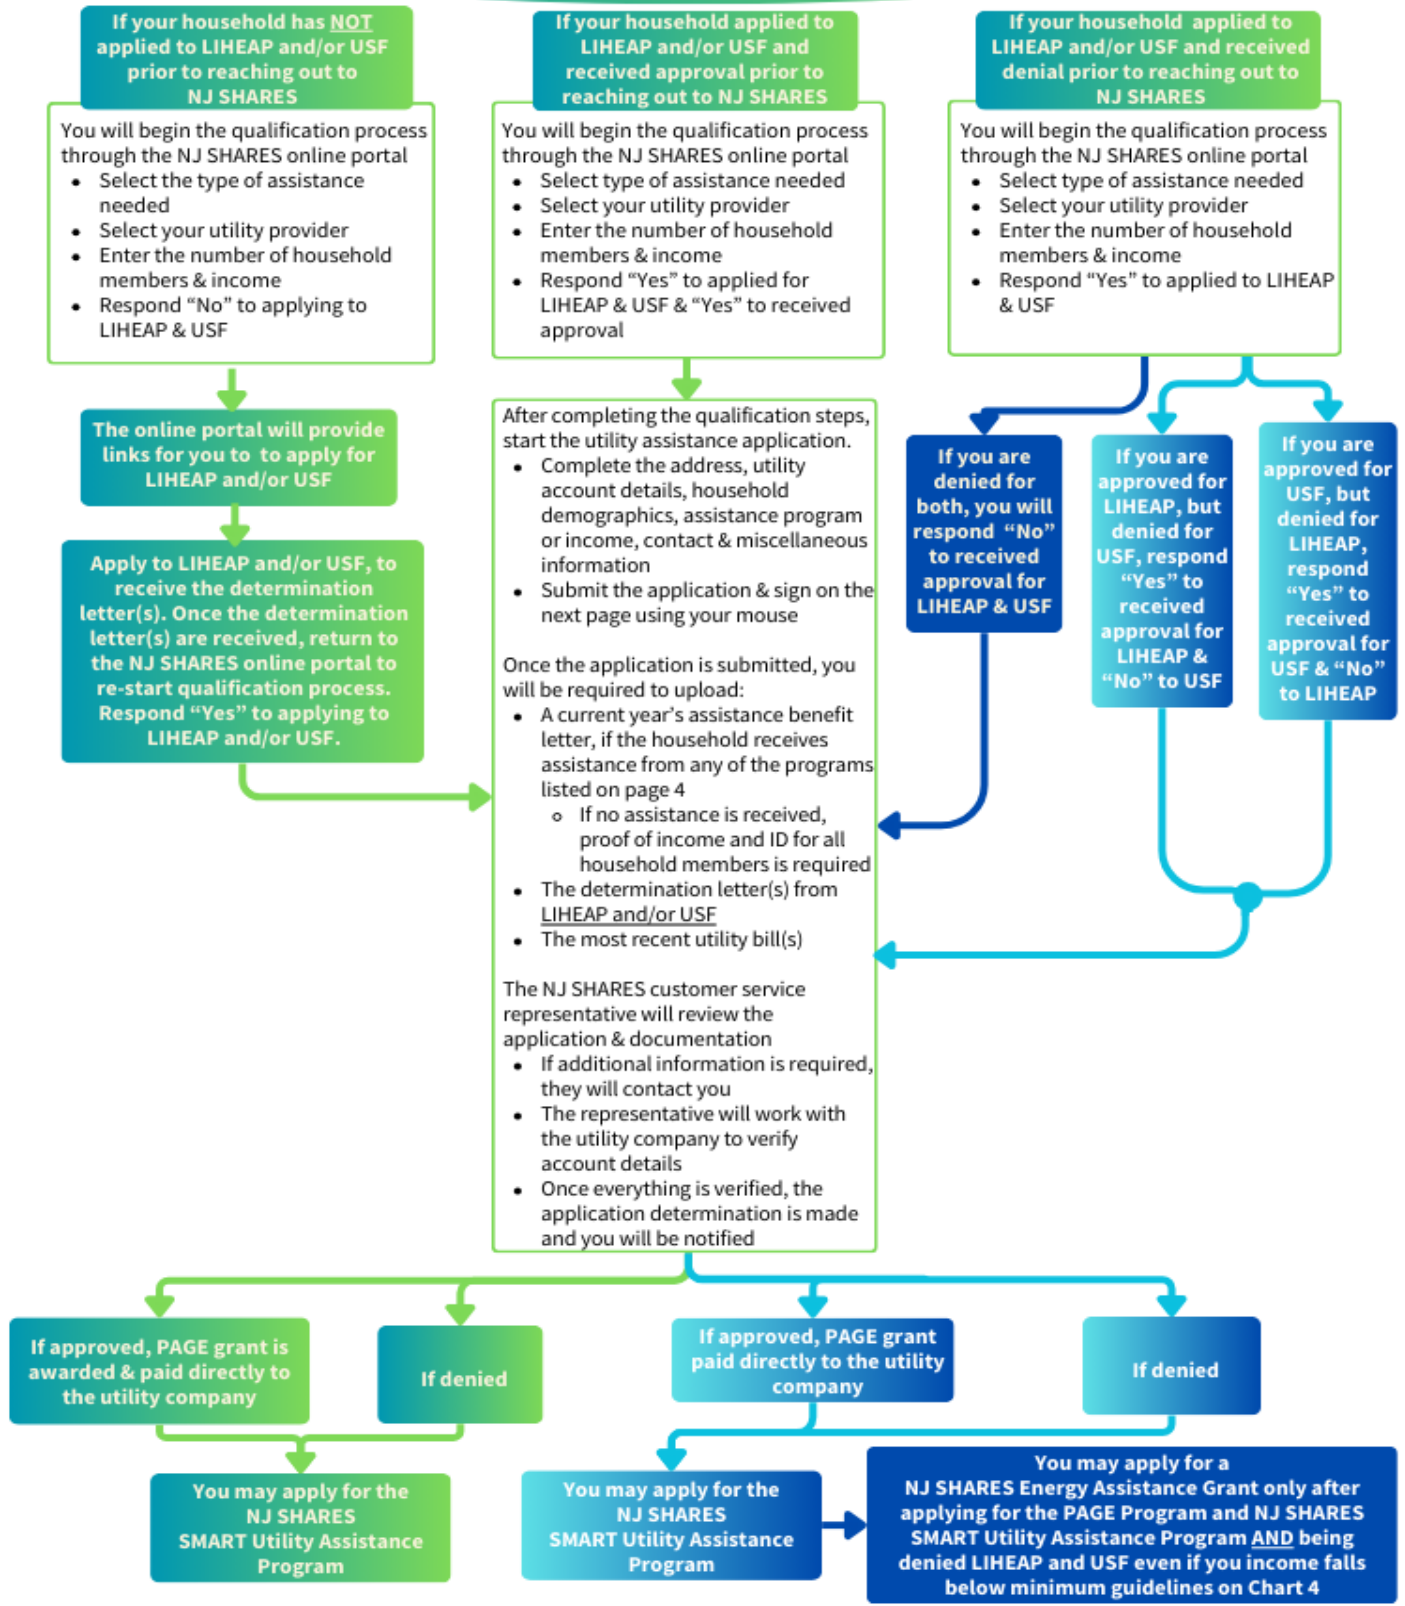 If your household has NOT
applied to LIHEAP and/or USF
prior to reaching out to
NJ SHARES
You will begin the qualification process
through the NJ SHARES online portal
• Select the type of assistance
needed
• Select your utility provider
• Enter the number of household
members & income
• Respond “No” to applying to
LIHEAP & USF
The online portal will provide
links for you to to apply for
LIHEAP and/or USF
Apply to LIHEAP and/or USF, to
receive the determination
letter(s). Once the determination
letter(s) are received, return to
the NJ SHARES online portal to
re-start qualification process.
Respond “Yes” to applying to
LIHEAP and/or USF.
If your household applied to
LIHEAP and/or USF and
received approval prior to
reaching out to NJ SHARES
You will begin the qualification process
through the NJ SHARES online portal
• Select type of assistance needed
• Select your utility provider
• Enter the number of household
members & income
• Respond “Yes” to applied for
LIHEAP & USF & “Yes” to received
approval
After completing the qualification steps,
start the utility assistance application.
• Complete the address, utility
account details, household
demographics, assistance program
or income, contact & miscellaneous
information
• Submit the application & sign on the
next page using your mouse
Once the application is submitted, you
will be required to upload:
• A current year’s assistance benefit
letter, if the household receives
assistance from any of the programs
listed on page 4
○ If no assistance is received,
proof of income and ID for all
household members is required
• The determination letter(s) from
LIHEAP and/or USF
• The most recent utility bill(s)
The NJ SHARES customer service
representative will review the
application & documentation
• If additional information is required,
they will contact you
• The representative will work with
the utility company to verify
account details
• Once everything is verified, the
application determination is made
and you will be notified
If your household applied to
LIHEAP and/or USF and received
denial prior to reaching out to
NJ SHARES
You will begin the qualification process
through the NJ SHARES online portal
• Select type of assistance needed
• Select your utility provider
• Enter the number of household
members & income
• Respond “Yes” to applied to LIHEAP
& USF
If you are
denied for
both, you will
respond “No”
to received
approval for
LIHEAP & USF
If you are
approved for
LIHEAP, but
denied for
USF, respond
“Yes” to
received
approval for
LIHEAP &
“No” to USF
If you are
approved for
USF, but
denied for
LIHEAP,
respond
“Yes” to
received
approval for
USF & “No”
to LIHEAP
If approved, PAGE grant is
awarded & paid directly to
the utility company
If denied
You may apply for the
NJ SHARES
SMART Utility Assistance
Program
If approved, PAGE grant
paid directly to the utility
company
If denied
You may apply for the
NJ SHARES
SMART Utility Assistance
Program
You may apply for a
NJ SHARES Energy Assistance Grant only after
applying for the PAGE Program and NJ SHARES
SMART Utility Assistance Program AND being
denied LIHEAP and USF even if you income falls
below minimum guidelines on Chart 4